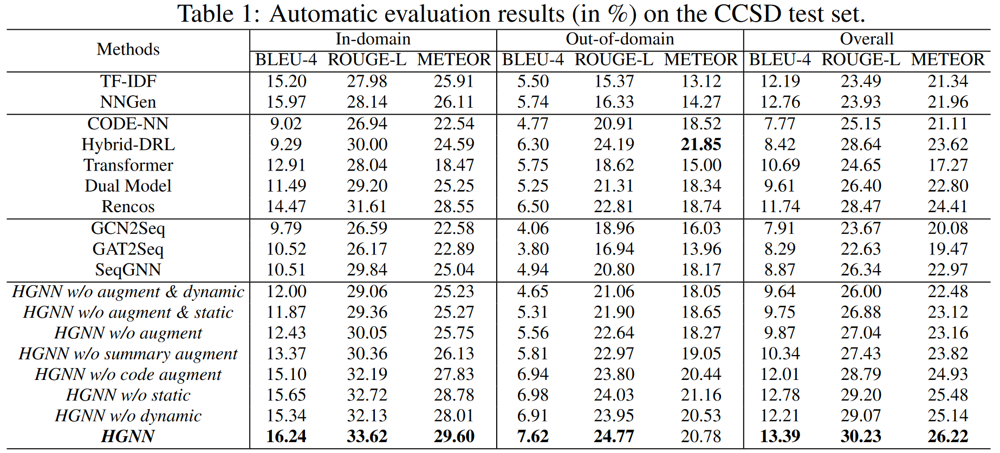 Table 1: Automatic evaluation results (in %) on the CCSD test set.
Methods In-domain Out-of-domain Overall
BLEU-4 ROUGE-L METEOR BLEU-4 ROUGE-L METEOR BLEU-4 ROUGE-L METEOR
TF-IDF 15.20 27.98 25.91 5.50 15.37 13.12 12.19 23.49 21.34
NNGen 15.97 28.14 26.11 5.74 16.33 14.27 12.76 23.93 21.96
CODE-NN 9.02 26.94 22.54 4.77 20.91 18.52 7.77 25.15 21.11
Hybrid-DRL 9.29 30.00 24.59 6.30 24.19 21.85 8.42 28.64 23.62
Transformer 12.91 28.04 18.47 5.75 18.62 15.00 10.69 24.65 17.27
Dual Model 11.49 29.20 25.25 5.25 21.31 18.34 9.61 26.40 22.80
Rencos 14.47 31.61 28.55 6.50 22.81 18.74 11.74 28.47 24.41
GCN2Seq 9.79 26.59 22.58 4.06 18.96 16.03 7.91 23.67 20.08
GAT2Seq 10.52 26.17 22.89 3.80 16.94 13.96 8.29 22.63 19.47
SeqGNN 10.51 29.84 25.04 4.94 20.80 18.17 8.87 26.34 22.97
HGNN w/o augment & dynamic 12.00 29.06 25.23 4.65 21.06 18.05 9.64 26.00 22.48
HGNN w/o augment & static 11.87 29.36 25.27 5.31 21.90 18.65 9.75 26.88 23.12
HGNN w/o augment 12.43 30.05 25.75 5.56 22.64 18.27 9.87 27.04 23.16
HGNN w/o summary augment 13.37 30.36 26.13 5.81 22.97 19.05 10.34 27.43 23.82
HGNN w/o code augment 15.10 32.19 27.83 6.94 23.80 20.44 12.01 28.79 24.93
HGNN w/o static 15.65 32.72 28.78 6.98 24.03 21.16 12.78 29.20 25.48
HGNN w/o dynamic 15.34 32.13 28.01 6.91 23.95 20.53 12.21 29.07 25.14
HGNN 16.24 33.62 29.60 7.62 24.77 20.78 13.39 30.23 26.22